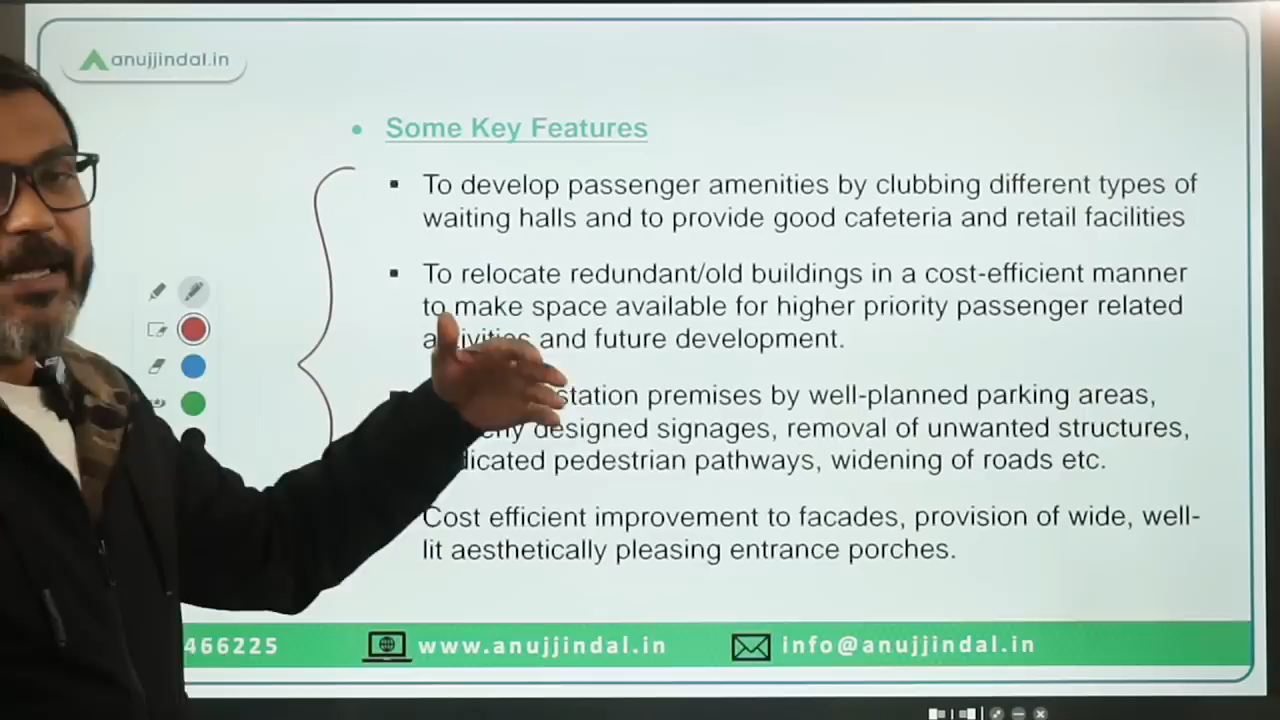 anujjindal.in
Some Key Features
To develop passenger amenities by clubbing different types of
waiting halls and to provide good cafeteria and retail facilities
To relocate redundant/old buildings in a cost-efficient manner
to make space available for higher priority passenger related
and future development.
station premises by well-planned parking areas,
designed signages, removal of unwanted structures,
pedestrian pathways, widening of roads etc.
Cost efficient improvement to facades, provision of wide, well-
lit aesthetically pleasing entrance porches.
466225 www.anujjindal.in info@anujjindal.in